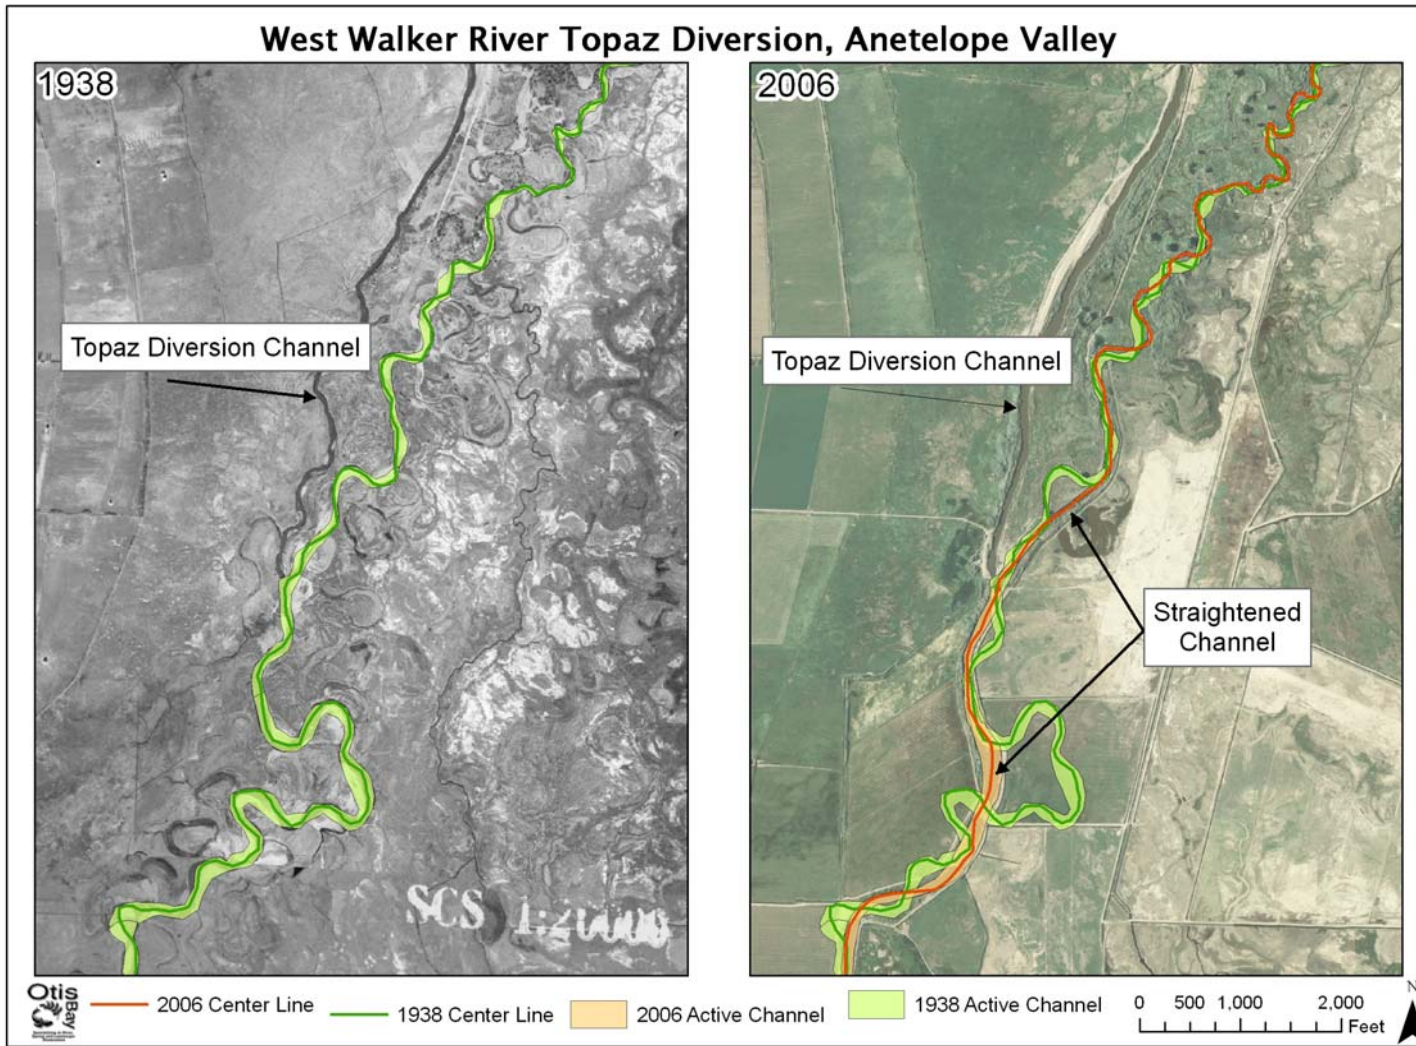 West Walker River Topaz Diversion, Anetelope Valley
1938
2006
Topaz Diversion Channel
Topaz Diversion Channel
Straightened
Channel
SCS 1:20000
Otis
Bay
2006 Center Line
1938 Center Line
2006 Active Channel
1938 Active Channel
0 500 1,000 2,000
Feet
N